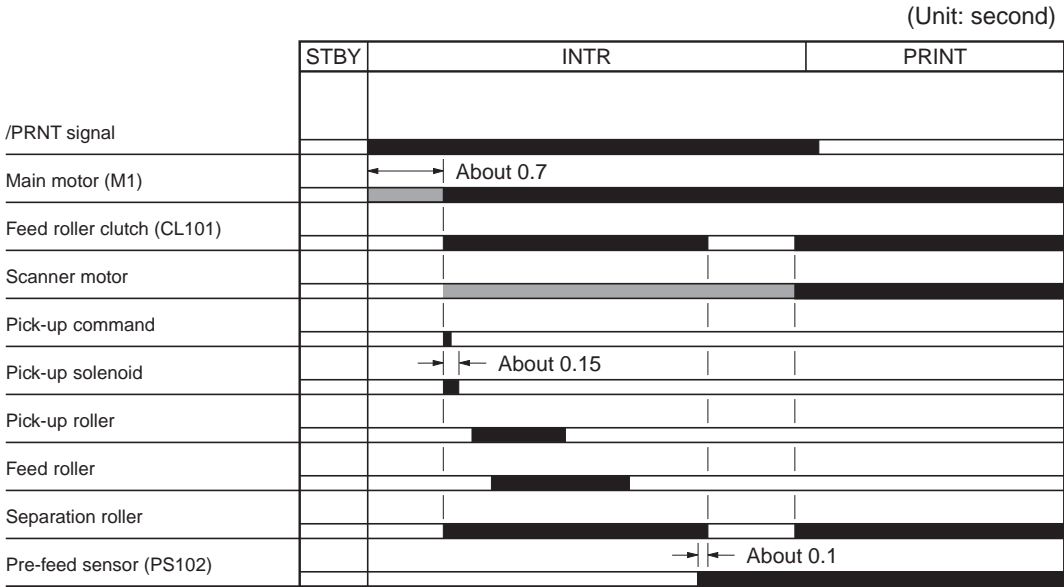 (Unit: second)
STBY INTR PRINT
/PRNT signal
Main motor (M1) About 0.7
Feed roller clutch (CL101)
Scanner motor
Pick-up command
Pick-up solenoid About 0.15
Pick-up roller
Feed roller
Separation roller
Pre-feed sensor (PS102) About 0.1